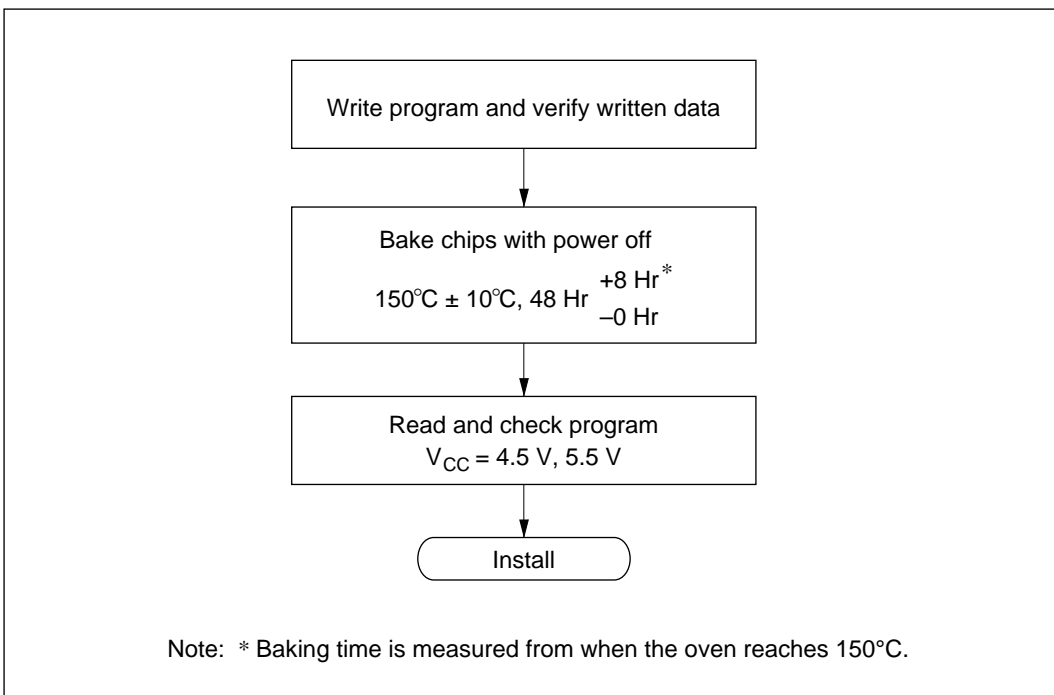 Write program and verify written data
Bake chips with power off
150°C ± 10°C, 48 Hr +8 Hr*
–0 Hr
Read and check program
VCC = 4.5 V, 5.5 V
Install
Note: * Baking time is measured from when the oven reaches 150°C.